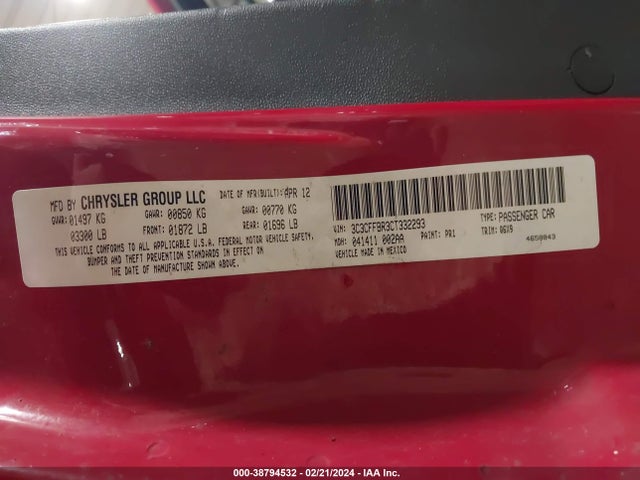 MFD BY CHRYSLER GROUP LLC DATE OF MFR(BUILT): APR 12
GVWR: 01497 KG GAWR: 00850 KG GAWR: 00770 KG
03300 LB FRONT: 01872 LB REAR: 01696 LB
THIS VEHICLE CONFORMS TO ALL APPLICABLE U.S.A. FEDERAL MOTOR VEHICLE SAFETY,
BUMPER AND THEFT PREVENTION STANDARDS IN EFFECT ON
THE DATE OF MANUFACTURE SHOWN ABOVE.
VIN: 3C3CFFBR3CT332293 TYPE: PASSENGER CAR
MDH: 041411 002AA PAINT: PR1 TRIM: Q6V9
VEHICLE MADE IN MEXICO 4658043
000-38794532 - 02/21/2024 - IAA Inc.